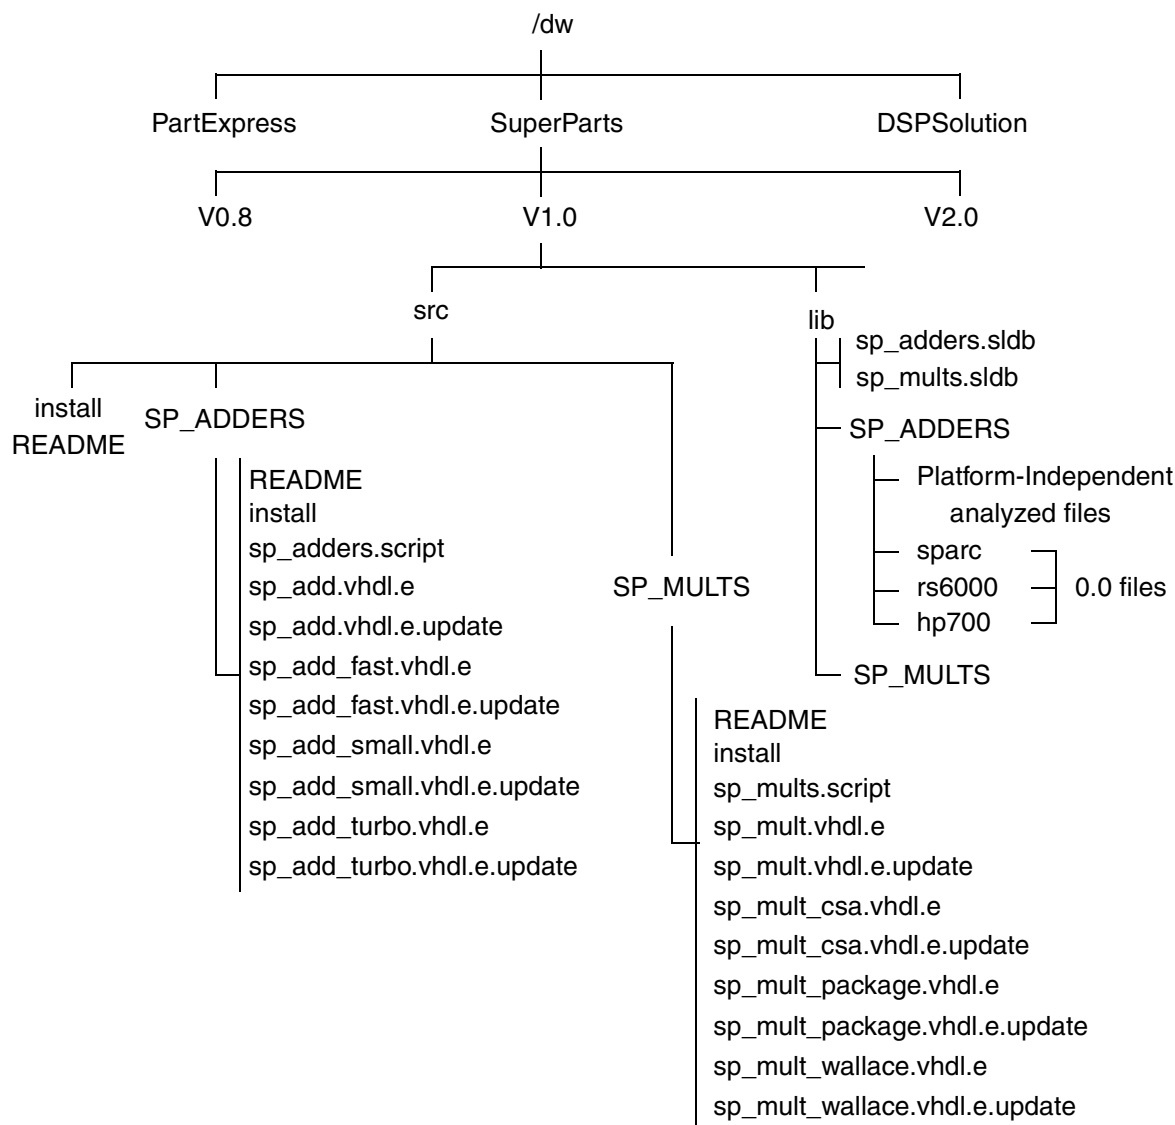 /dw
PartExpress
SuperParts
DSPSolution
V0.8
V1.0
V2.0
src
lib
sp_adders.sldb
sp_mults.sldb
install
README
SP_ADDERS
README
install
sp_adders.script
sp_add.vhdl.e
sp_add.vhdl.e.update
sp_add_fast.vhdl.e
sp_add_fast.vhdl.e.update
sp_add_small.vhdl.e
sp_add_small.vhdl.e.update
sp_add_turbo.vhdl.e
sp_add_turbo.vhdl.e.update
SP_MULTS
README
install
sp_mults.script
sp_mult.vhdl.e
sp_mult.vhdl.e.update
sp_mult_csa.vhdl.e
sp_mult_csa.vhdl.e.update
sp_mult_package.vhdl.e
sp_mult_package.vhdl.e.update
sp_mult_wallace.vhdl.e
sp_mult_wallace.vhdl.e.update
SP_ADDERS
Platform-Independent
analyzed files
sparc
rs6000
hp700
0.0 files
SP_MULTS